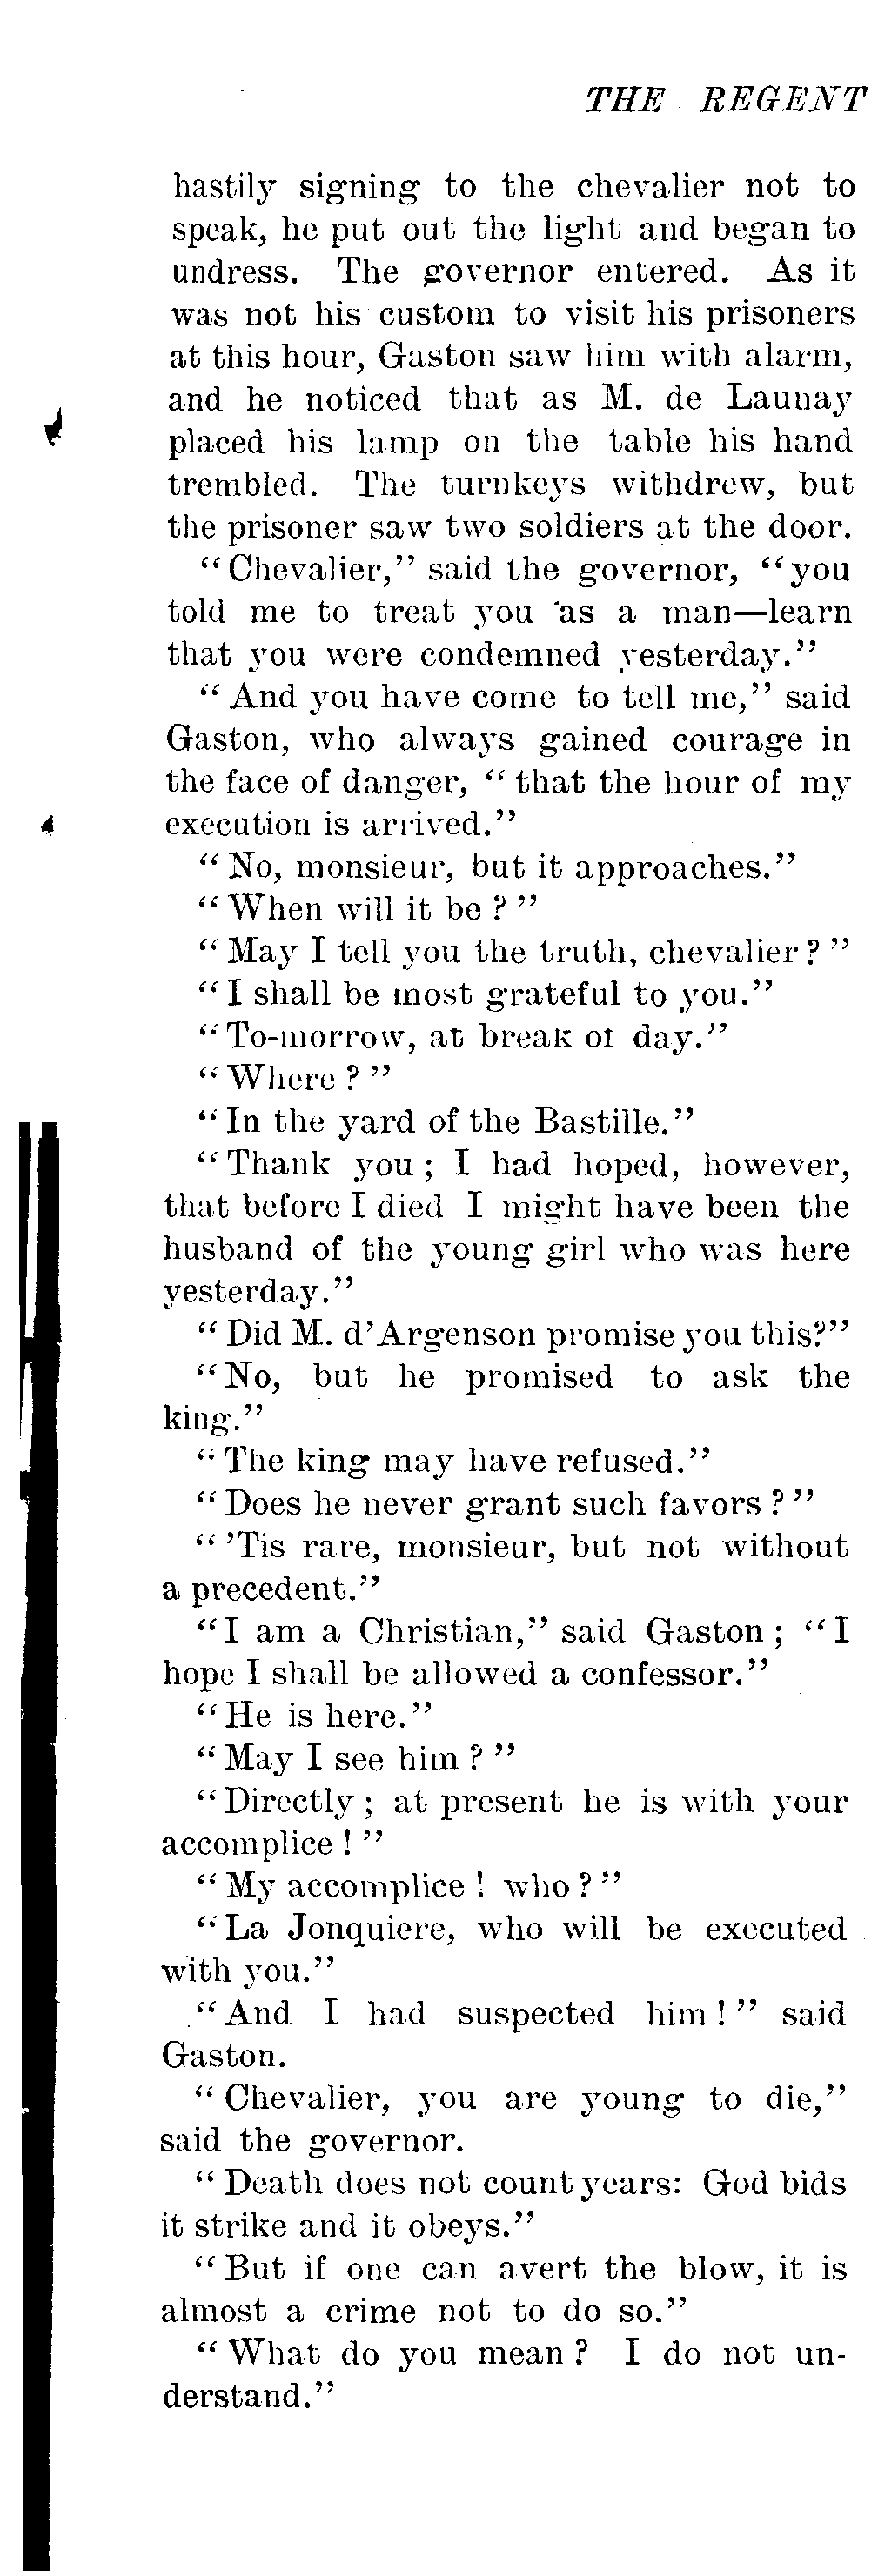 THE REGENT
hastily signing to the chevalier not to
speak, he put out the light and began to
undress. The governor entered. As it
was not his custom to visit his prisoners
at this hour, Gaston saw him with alarm,
and he noticed that as M. de Launay
placed his lamp on the table his hand
trembled. The turnkeys withdrew, but
the prisoner saw two soldiers at the door.
"Chevalier," said the governor, "you
told me to treat you as a man—learn
that you were condemned yesterday."
"And you have come to tell me," said
Gaston, who always gained courage in
the face of danger, "that the hour of my
execution is arrived."
"No, monsieur, but it approaches."
"When will it be?"
"May I tell you the truth, chevalier?"
"I shall be most grateful to you."
"To-morrow, at break of day."
"Where?"
"In the yard of the Bastille."
"Thank you; I had hoped, however,
that before I died I might have been the
husband of the young girl who was here
yesterday."
"Did M. d'Argenson promise you this?"
"No, but he promised to ask the
king."
"The king may have refused."
"Does he never grant such favors?"
"'Tis rare, monsieur, but not without
a precedent."
"I am a Christian," said Gaston; "I
hope I shall be allowed a confessor."
"He is here."
"May I see him?"
"Directly; at present he is with your
accomplice!"
"My accomplice! who?"
"La Jonquiere, who will be executed
with you."
"And I had suspected him!" said
Gaston.
"Chevalier, you are young to die,"
said the governor.
"Death does not count years: God bids
it strike and it obeys."
"But if one can avert the blow, it is
almost a crime not to do so."
"What do you mean? I do not un-
derstand."